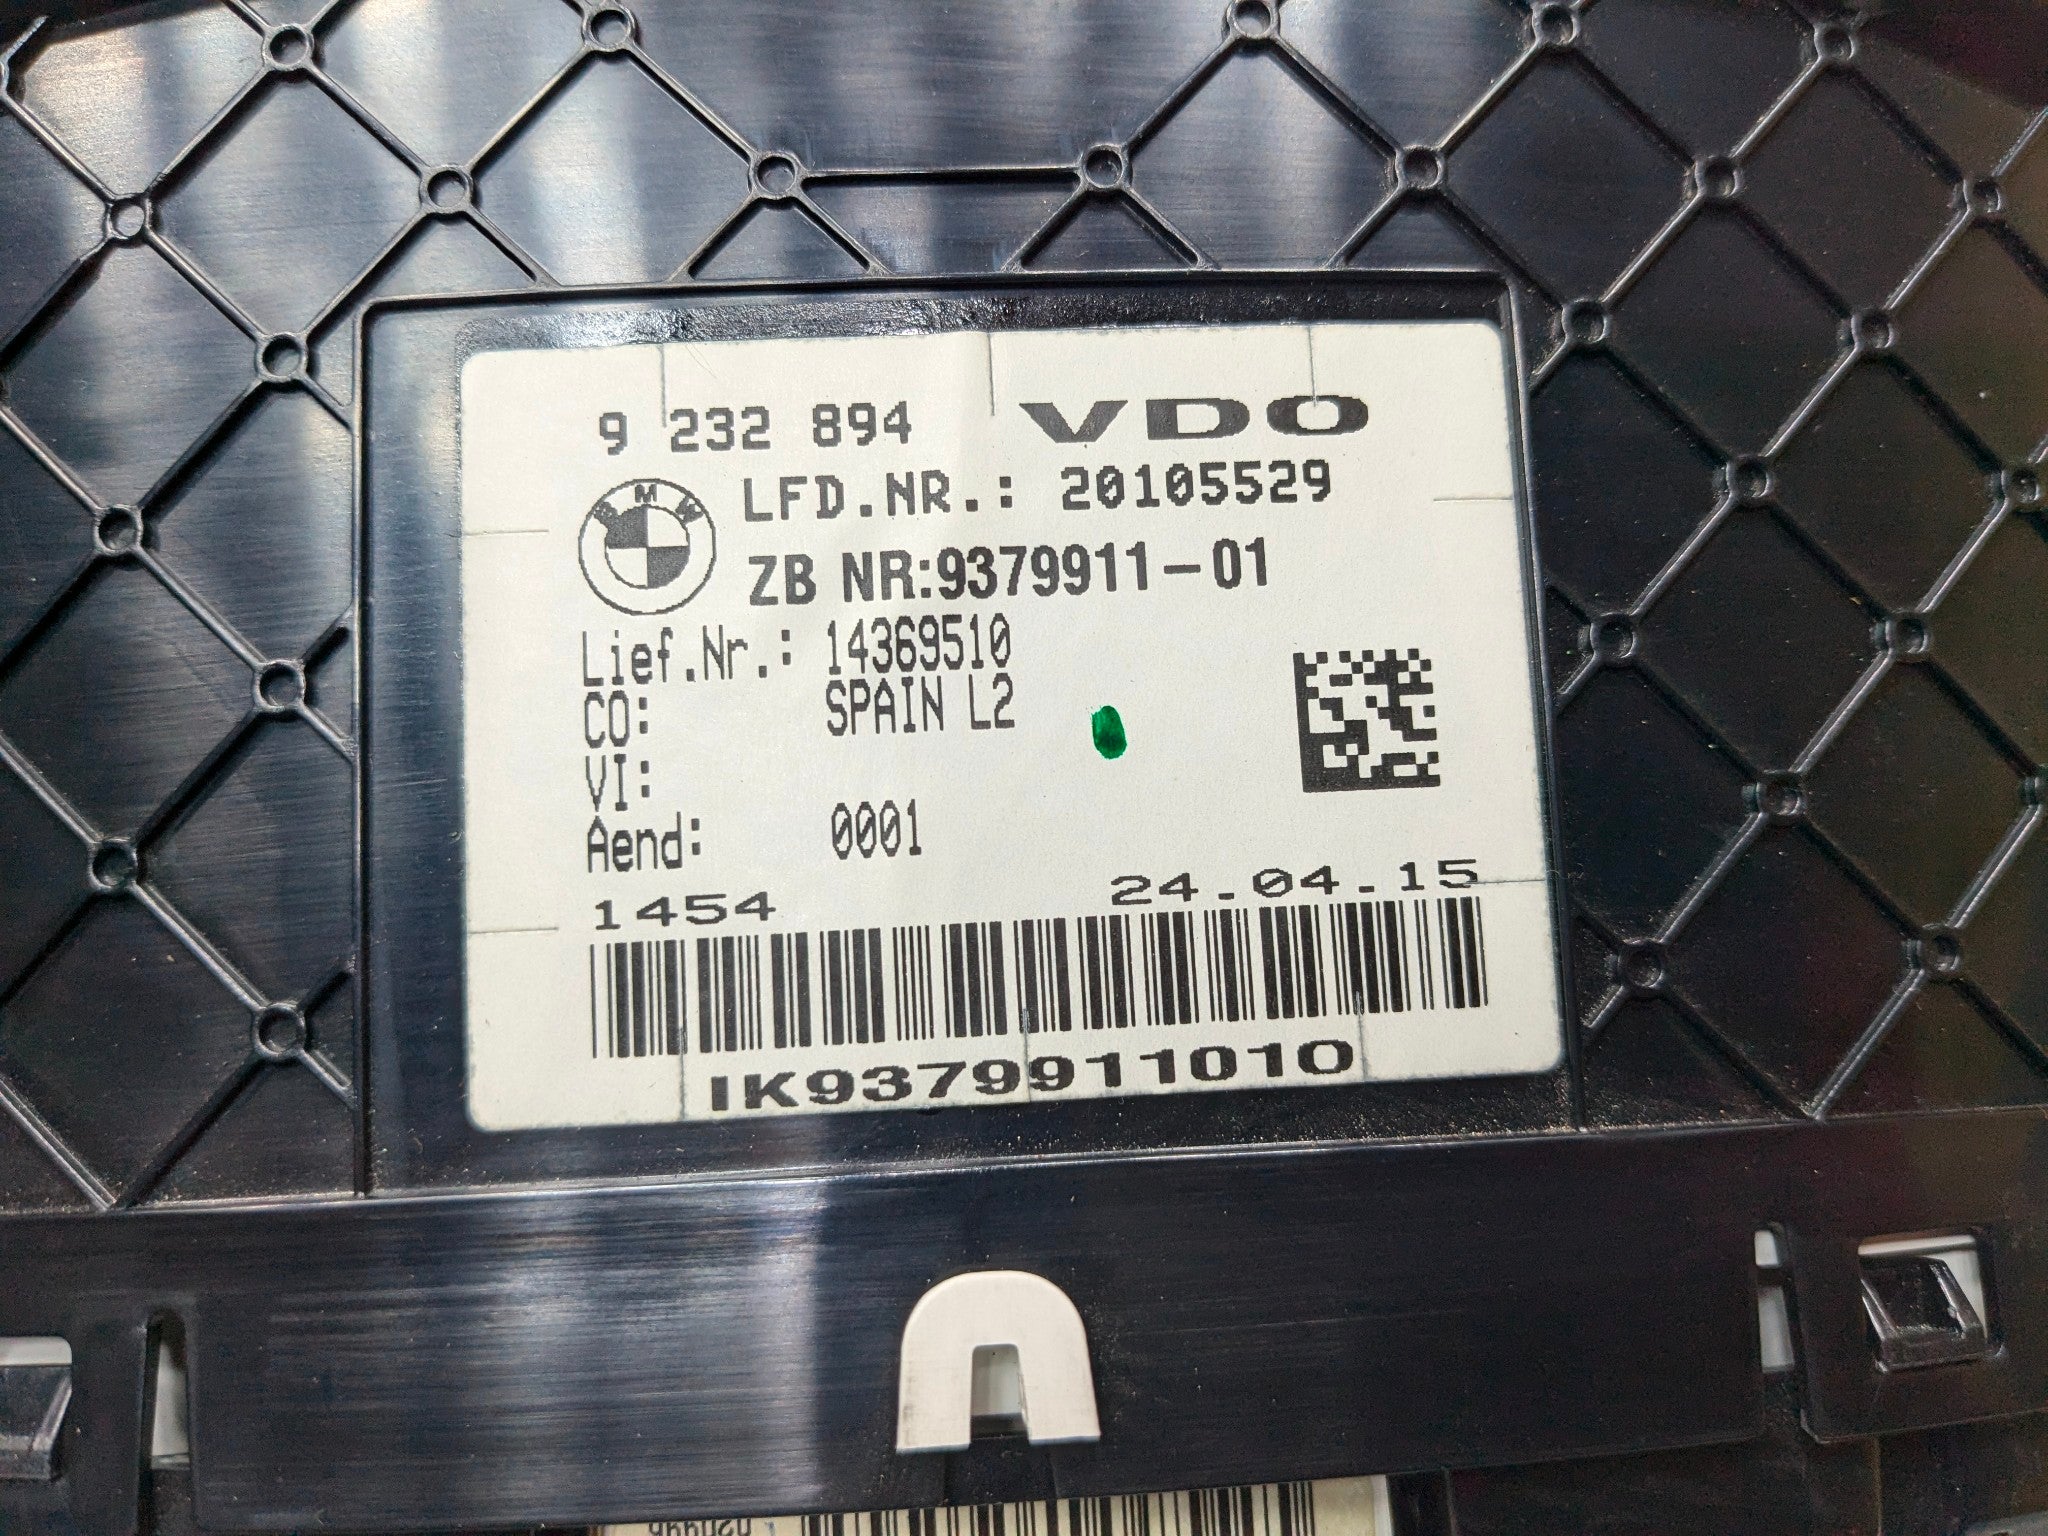 9 232 894 VDO
BMW LFD.NR.: 20105529
ZB NR:9379911-01
Lief.Nr.: 14369510
CO: SPAIN L2
VI:
Aend: 0001
1454 24.04.15
1K9379911010